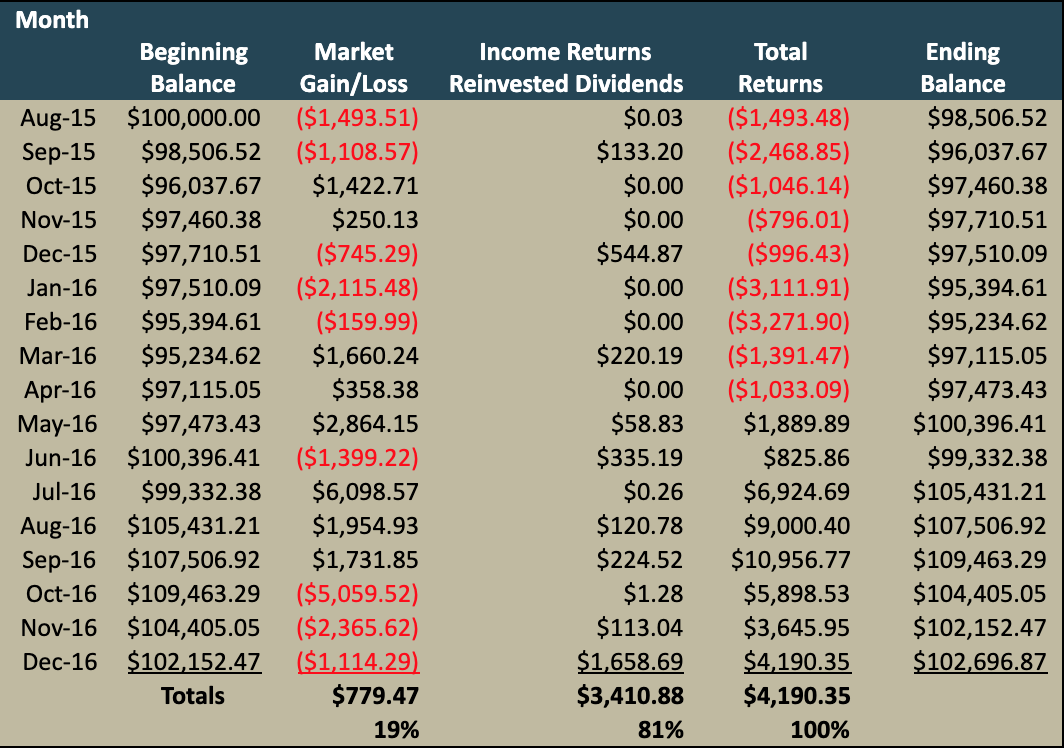 Month
Beginning Market Income Returns Total Ending
Balance Gain/Loss Reinvested Dividends Returns Balance
Aug-15 $100,000.00 ($1,493.51) $0.03 ($1,493.48) $98,506.52
Sep-15 $98,506.52 ($1,108.57) $133.20 ($2,468.85) $96,037.67
Oct-15 $96,037.67 $1,422.71 $0.00 ($1,046.14) $97,460.38
Nov-15 $97,460.38 $250.13 $0.00 ($796.01) $97,710.51
Dec-15 $97,710.51 ($745.29) $544.87 ($996.43) $97,510.09
Jan-16 $97,510.09 ($2,115.48) $0.00 ($3,111.91) $95,394.61
Feb-16 $95,394.61 ($159.99) $0.00 ($3,271.90) $95,234.62
Mar-16 $95,234.62 $1,660.24 $220.19 ($1,391.47) $97,115.05
Apr-16 $97,115.05 $358.38 $0.00 ($1,033.09) $97,473.43
May-16 $97,473.43 $2,864.15 $58.83 $1,889.89 $100,396.41
Jun-16 $100,396.41 ($1,399.22) $335.19 $825.86 $99,332.38
Jul-16 $99,332.38 $6,098.57 $0.26 $6,924.69 $105,431.21
Aug-16 $105,431.21 $1,954.93 $120.78 $9,000.40 $107,506.92
Sep-16 $107,506.92 $1,731.85 $224.52 $10,956.77 $109,463.29
Oct-16 $109,463.29 ($5,059.52) $1.28 $5,898.53 $104,405.05
Nov-16 $104,405.05 ($2,365.62) $113.04 $3,645.95 $102,152.47
Dec-16 $102,152.47 ($1,114.29) $1,658.69 $4,190.35 $102,696.87
Totals $779.47 $3,410.88 $4,190.35
19% 81% 100%